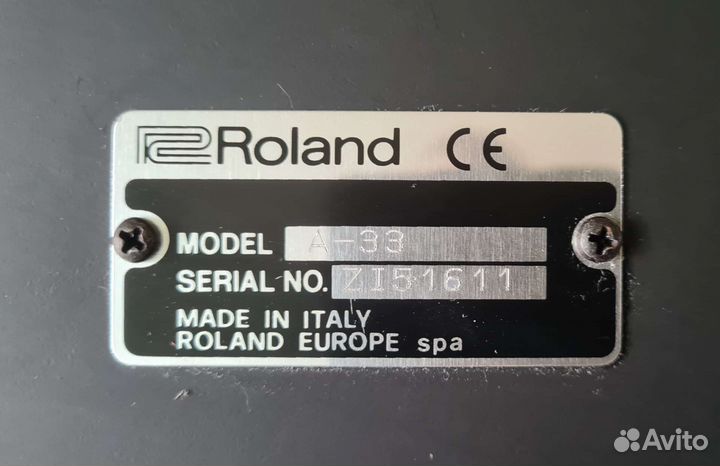 Roland CE
MODEL A-33
SERIAL NO. ZI51611
MADE IN ITALY
ROLAND EUROPE spa
Avito